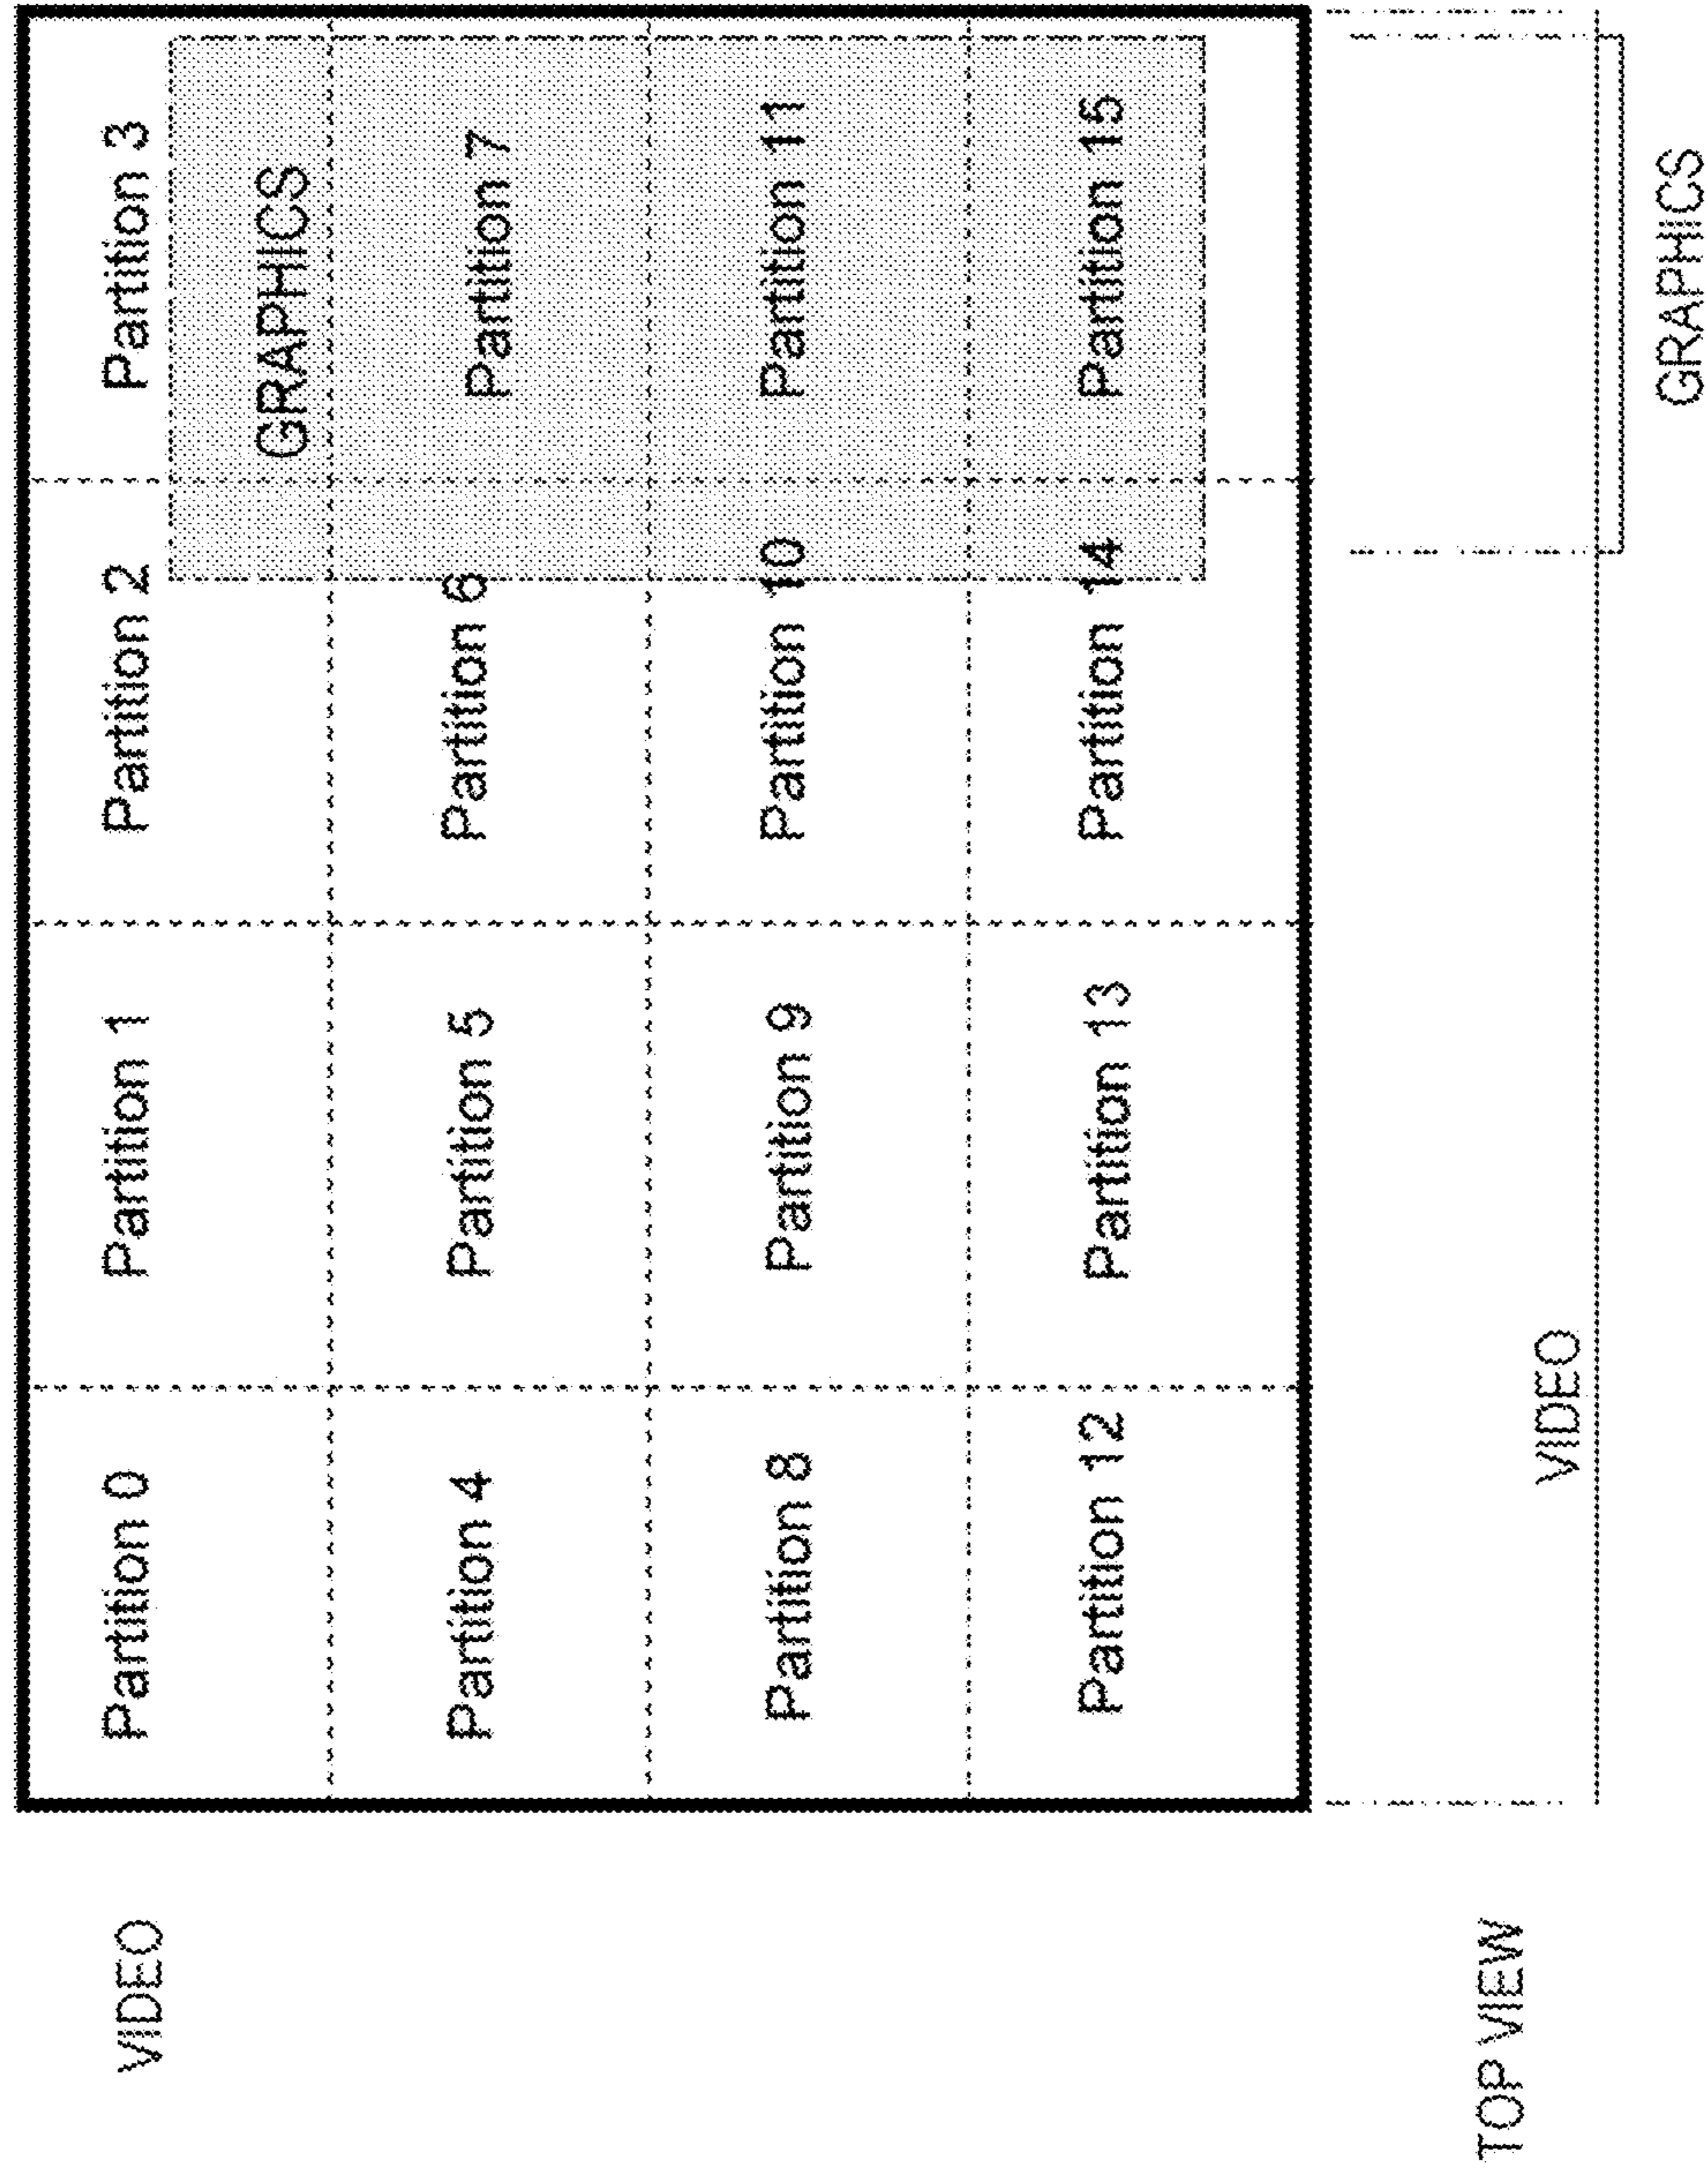 VIDEO
Partition 0
Partition 1
Partition 2
Partition 3
GRAPHICS
Partition 4
Partition 5
Partition 6
Partition 7
Partition 8
Partition 9
Partition 10
Partition 11
Partition 12
Partition 13
Partition 14
Partition 15
TOP VIEW
VIDEO
GRAPHICS